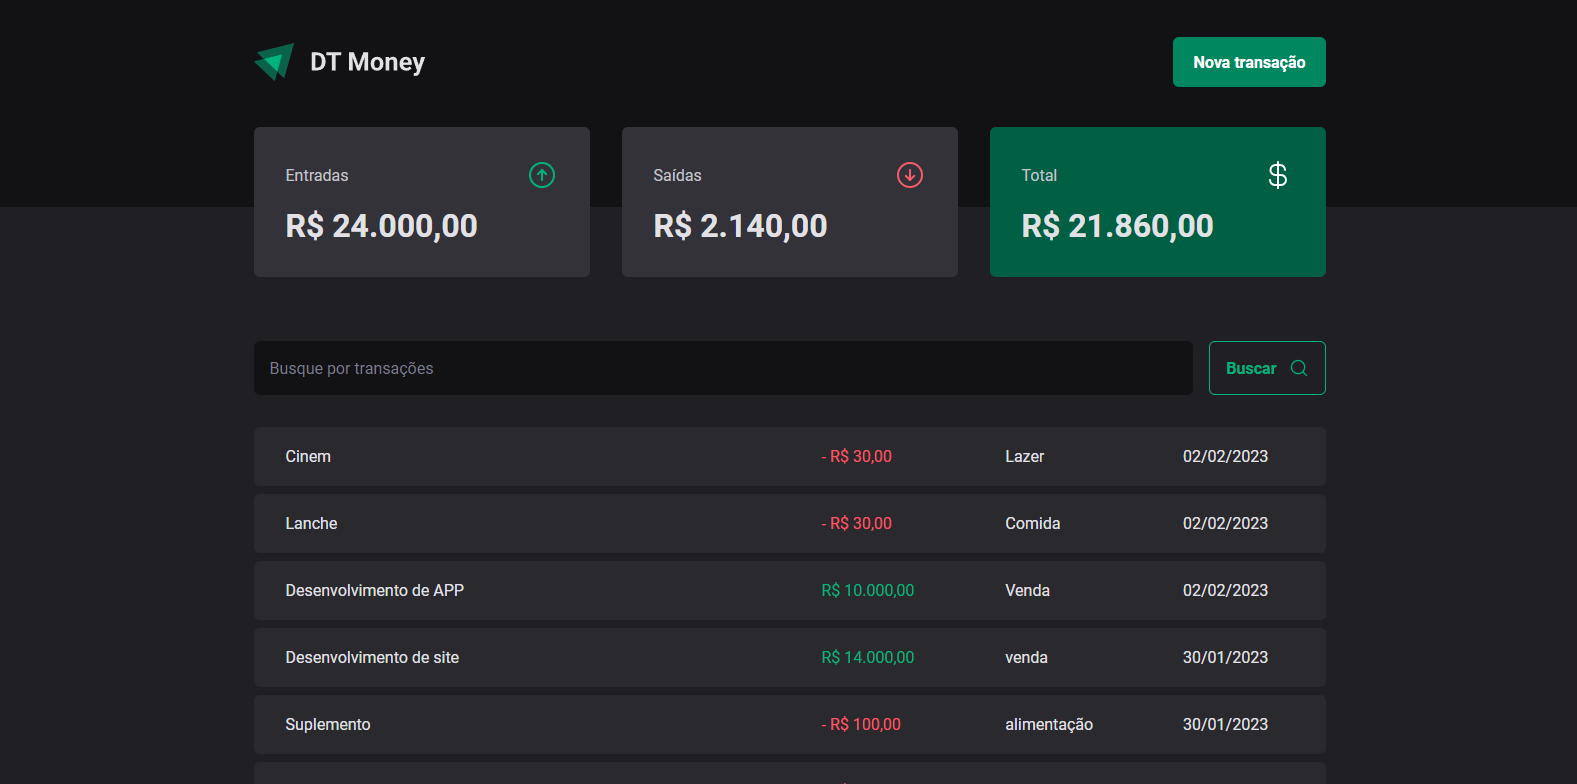 DT Money
Nova transação
Entradas
R$ 24.000,00
Saídas
R$ 2.140,00
Total
R$ 21.860,00
Busque por transações
Buscar
Cinem - R$ 30,00 Lazer 02/02/2023
Lanche - R$ 30,00 Comida 02/02/2023
Desenvolvimento de APP R$ 10.000,00 Venda 02/02/2023
Desenvolvimento de site R$ 14.000,00 venda 30/01/2023
Suplemento - R$ 100,00 alimentação 30/01/2023